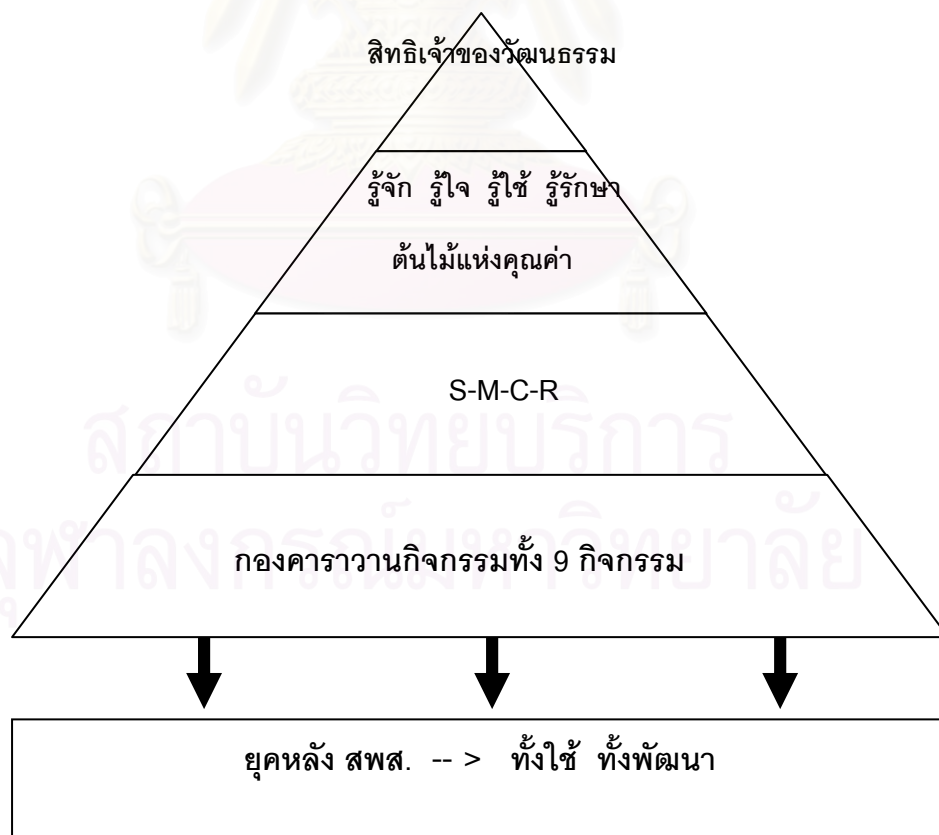 สิทธิเจ้าของวัฒนธรรม
รู้จัก รู้ใจ รู้ใช้ รู้รักษา
ต้นไม้แห่งคุณค่า
S-M-C-R
สถาบันวิทยบริการ
กองคาราวานกิจกรรมทั้ง 9 กิจกรรม
จุฬาลงกรณ์มหาวิทยาลัย
ยุคหลัง สพส. -- > ทั้งใช้ ทั้งพัฒนา